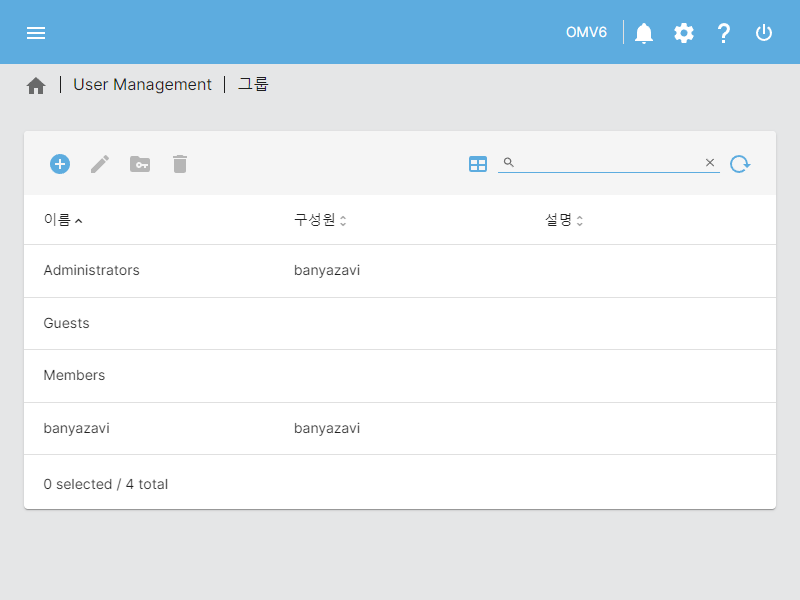 OMV6
User Management 그룹
이름 구성원 설명
Administrators banyazavi
Guests
Members
banyazavi banyazavi
0 selected / 4 total